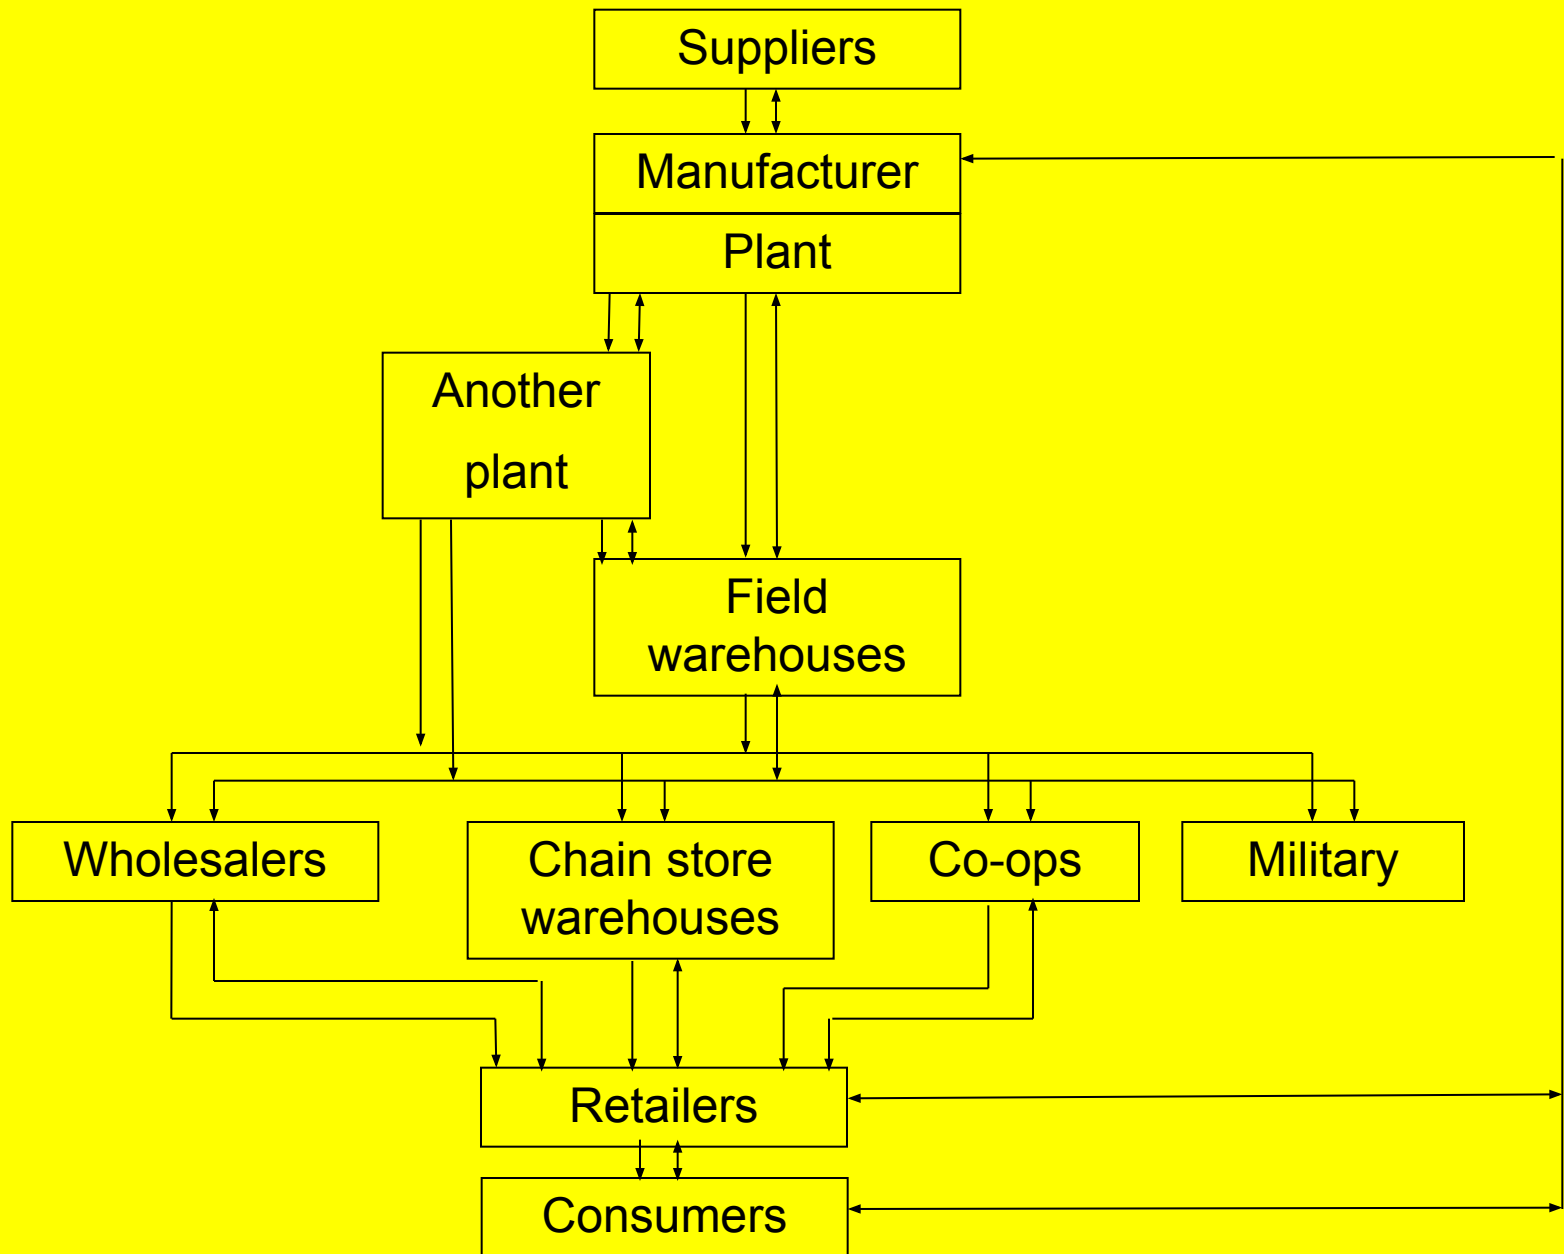 Suppliers
Manufacturer
Plant
Another
plant
Field
warehouses
Wholesalers
Chain store
warehouses
Co-ops
Military
Retailers
Consumers